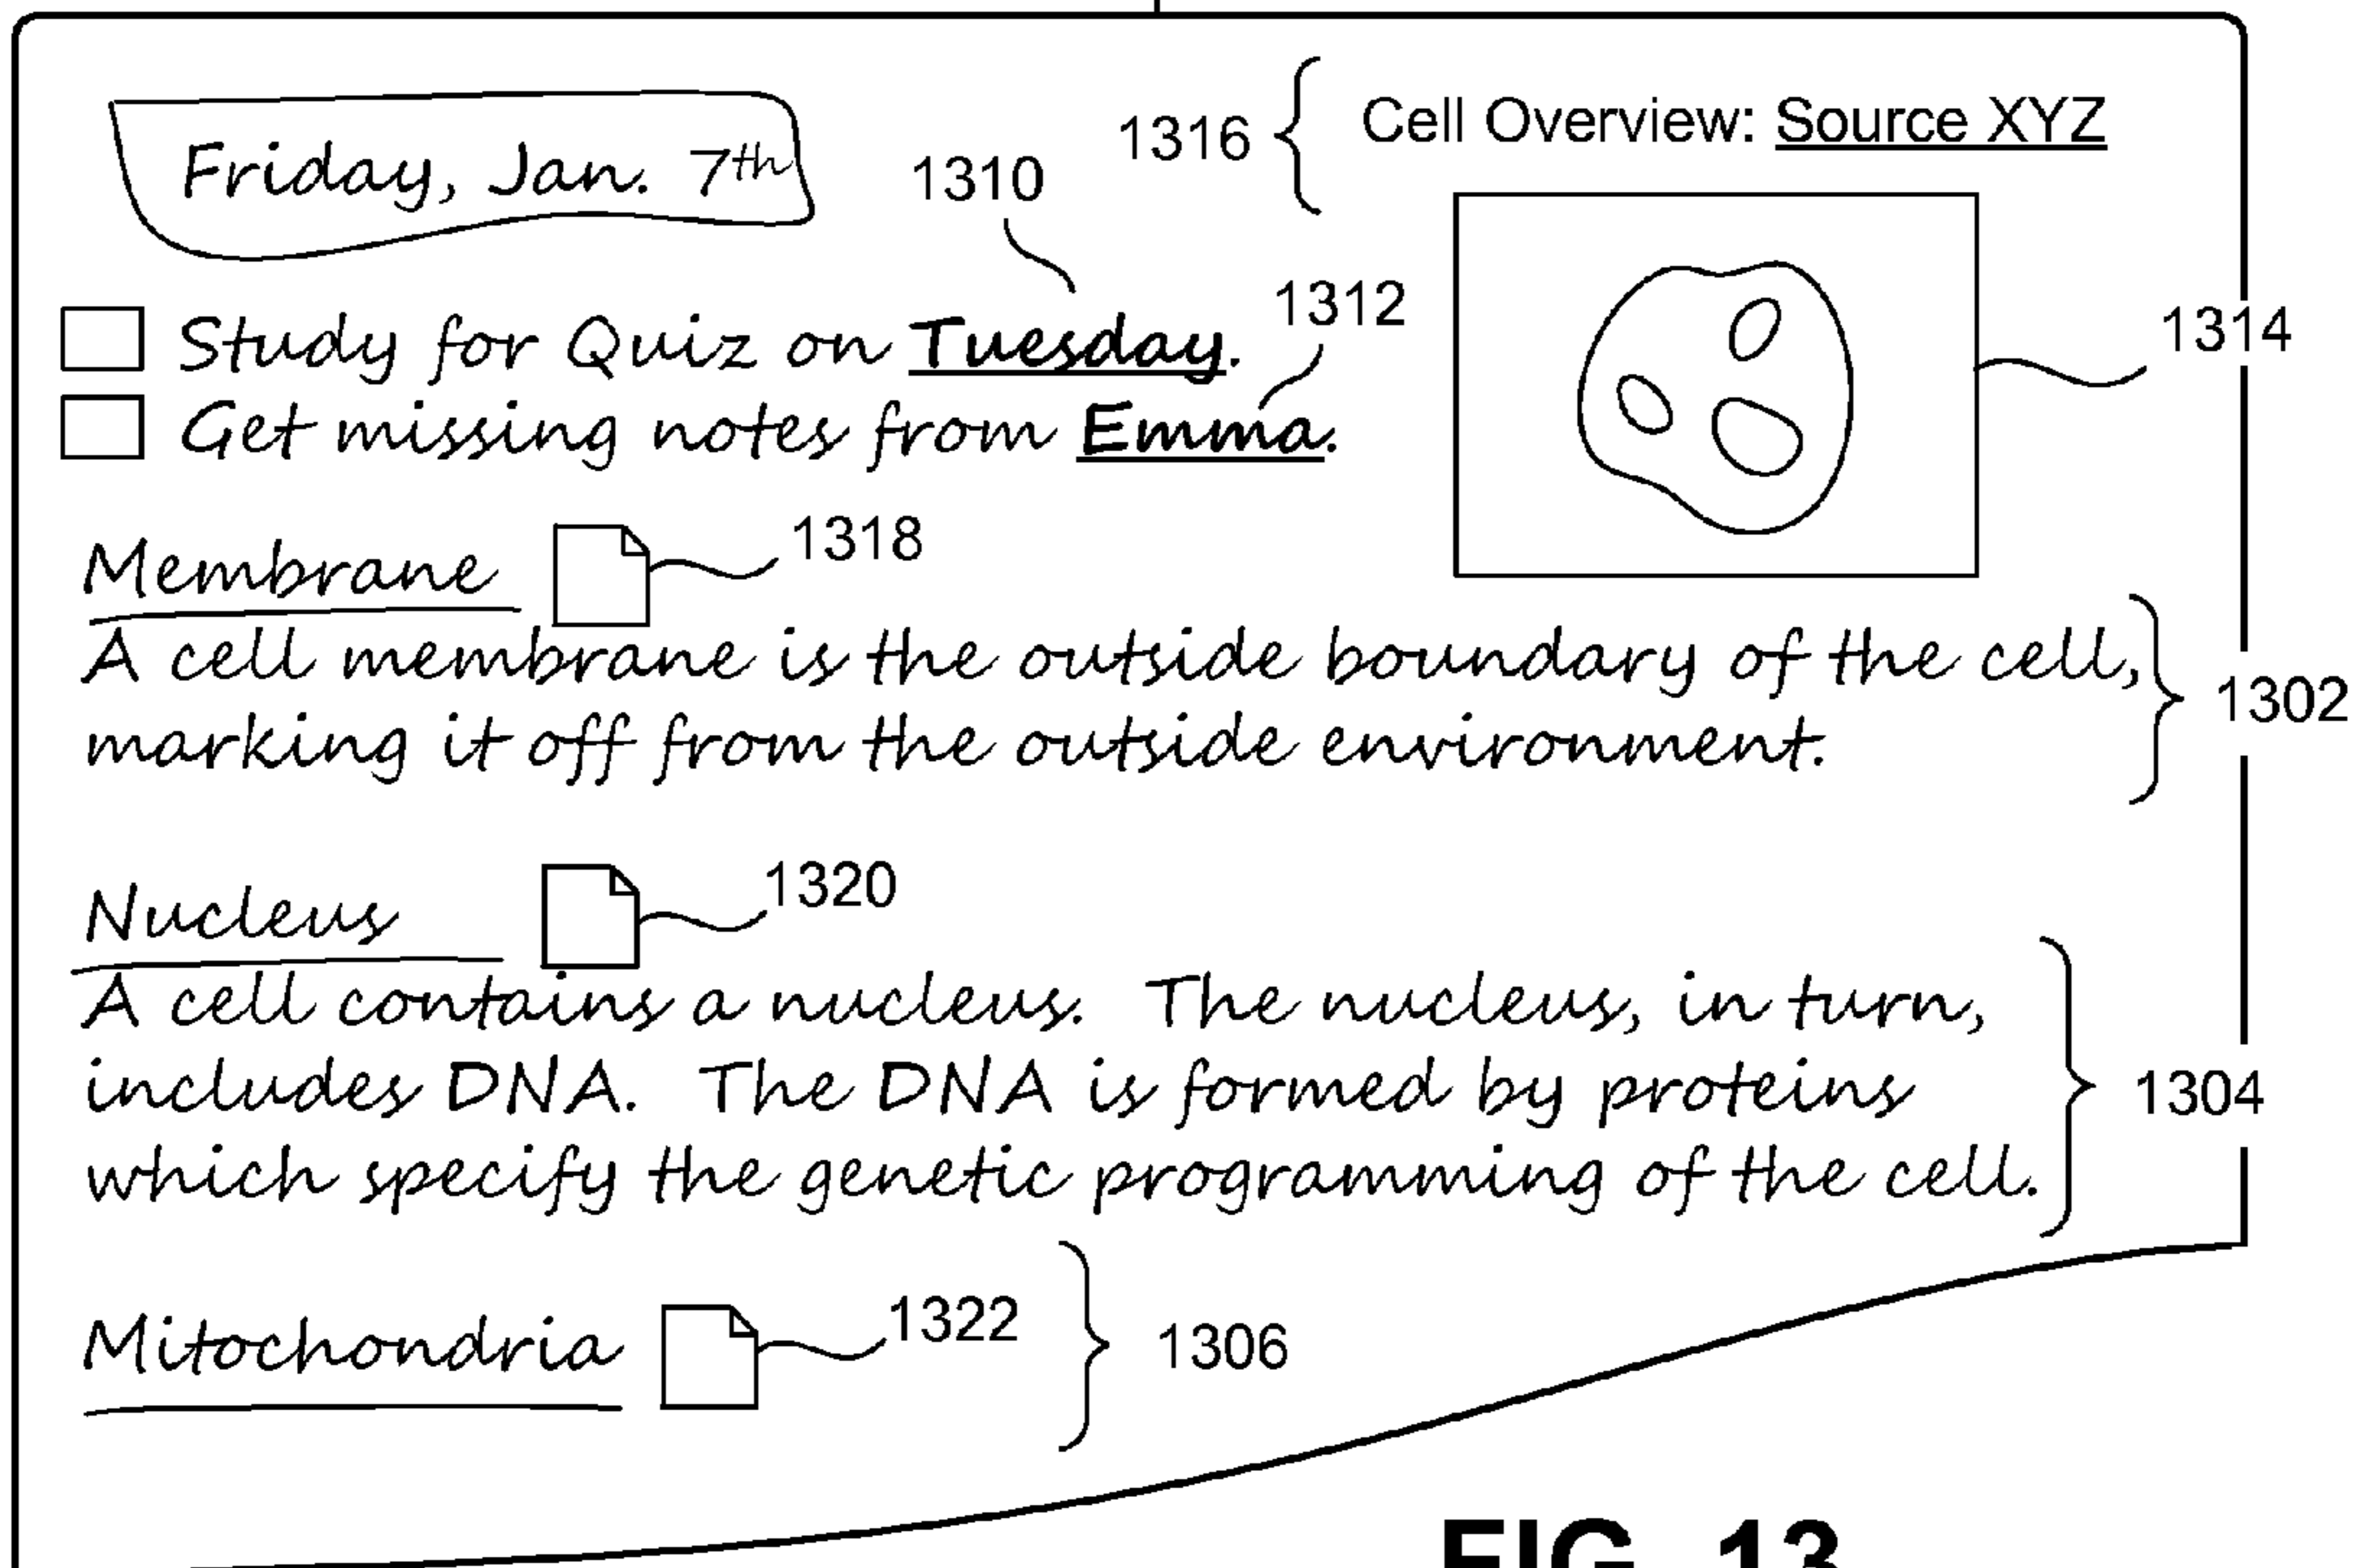 1316 Cell Overview: Source XYZ
Friday, Jan. 7th
1310
1312
1314
Study for Quiz on Tuesday.
Get missing notes from Emma.
Membrane 1318
A cell membrane is the outside boundary of the cell,
marking it off from the outside environment.
1302
Nucleus 1320
A cell contains a nucleus. The nucleus, in turn,
includes DNA. The DNA is formed by proteins
which specify the genetic programming of the cell.
1304
Mitochondria 1322
1306
FIG. 13